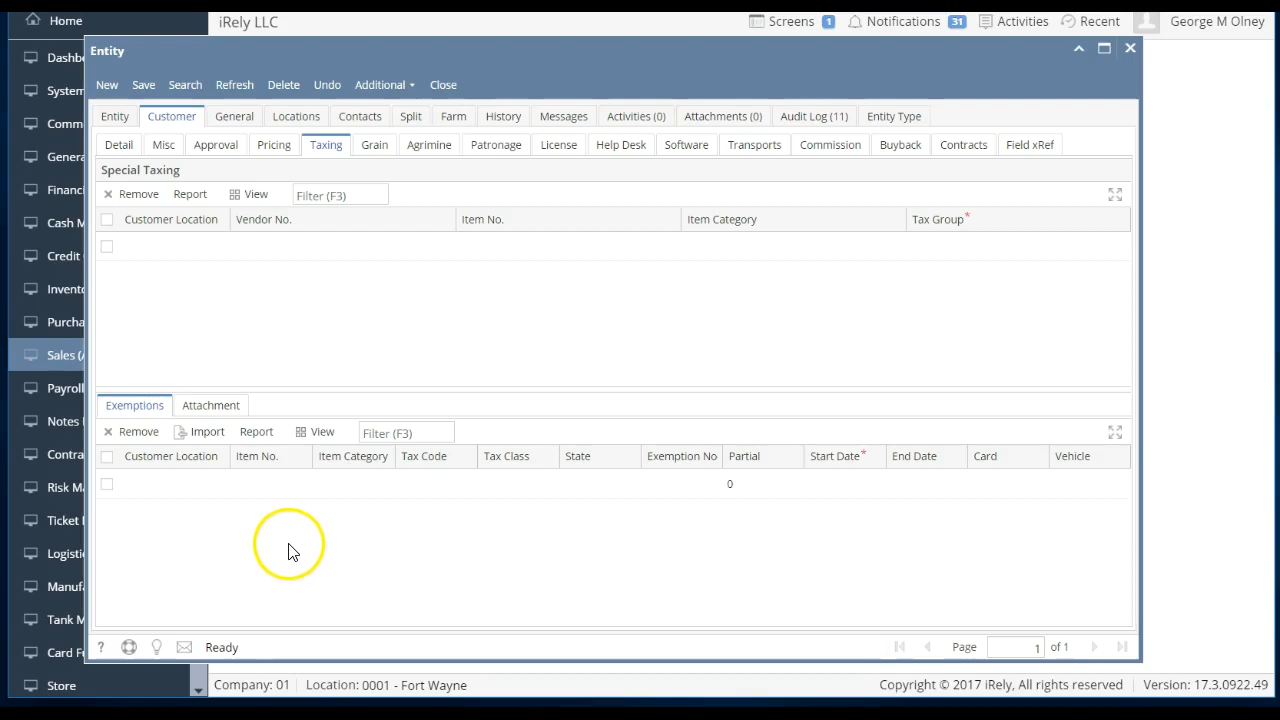 Home
iRely LLC
Screens 1 Notifications 31 Activities Recent George M Olney
Entity
New Save Search Refresh Delete Undo Additional Close
Entity Customer General Locations Contacts Split Farm History Messages Activities (0) Attachments (0) Audit Log (11) Entity Type
Detail Misc Approval Pricing Taxing Grain Agrimine Patronage License Help Desk Software Transports Commission Buyback Contracts Field xRef
Special Taxing
Remove Report View Filter (F3)
Customer Location Vendor No. Item No. Item Category Tax Group*
Exemptions Attachment
Remove Import Report View Filter (F3)
Customer Location Item No. Item Category Tax Code Tax Class State Exemption No Partial Start Date* End Date Card Vehicle
0
? Ready Page 1 of 1
Dashb
System
Comm
Genera
Financi
Cash M
Credit
Invento
Purcha
Sales (A
Payroll
Notes
Contra
Risk Ma
Ticket
Logistic
Manuf
Tank M
Card Fu
Store
Company: 01 Location: 0001 - Fort Wayne
Copyright © 2017 iRely, All rights reserved Version: 17.3.0922.49